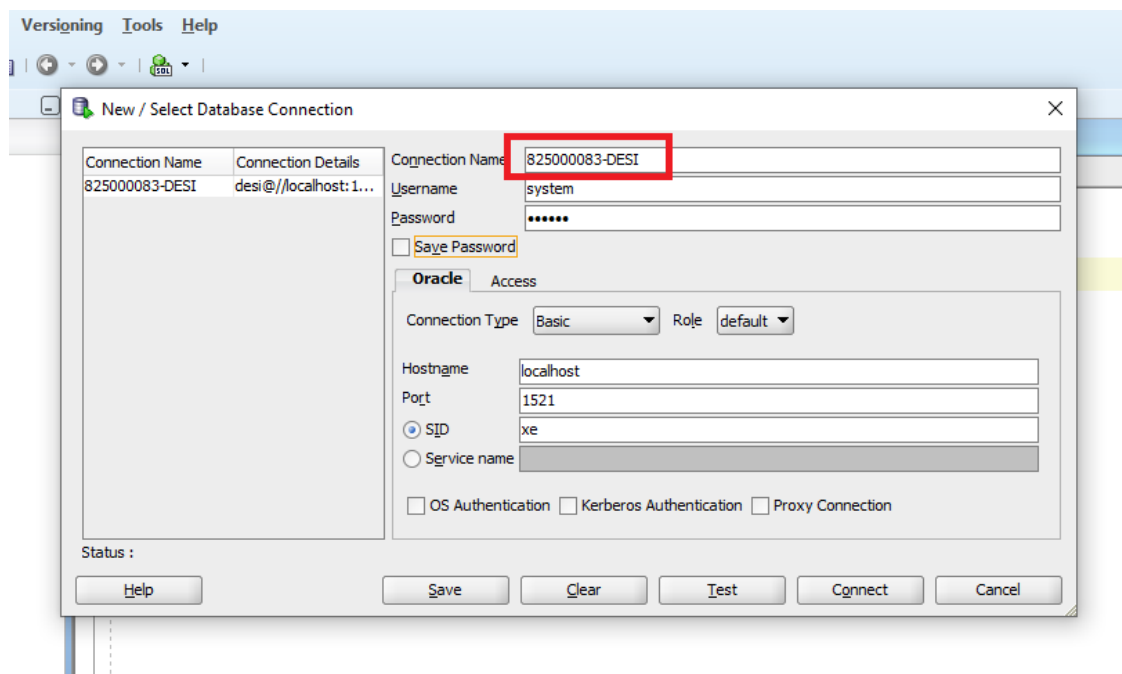 Versioning Tools Help
SQL
New / Select Database Connection
Connection Name Connection Details
825000083-DESI desi@//localhost:1...
Connection Name 825000083-DESI
Username system
Password ••••••
Save Password
Oracle Access
Connection Type Basic Role default
Hostname localhost
Port 1521
SID xe
Service name
OS Authentication Kerberos Authentication Proxy Connection
Status :
Help Save Clear Test Connect Cancel